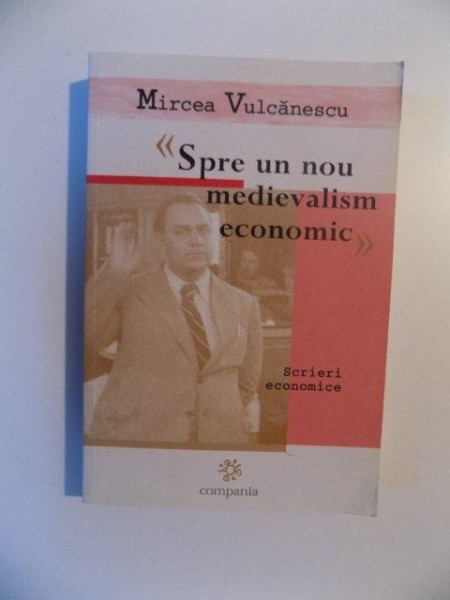 Mircea Vulcănescu
«Spre un nou
medievalism
economic»
Scrieri
economice
compania